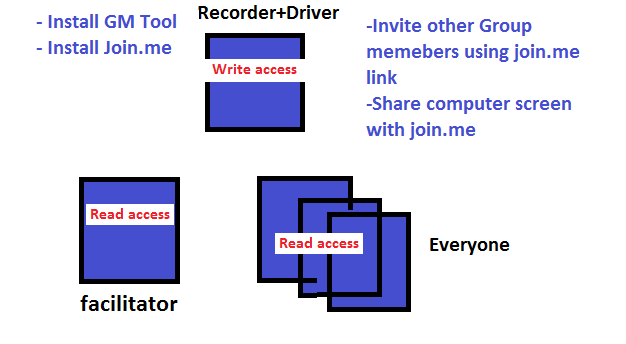 - Install GM Tool
- Install Join.me
Recorder+Driver
Write access
-Invite other Group
memebers using join.me
link
-Share computer screen
with join.me
Read access
facilitator
Read access
Everyone